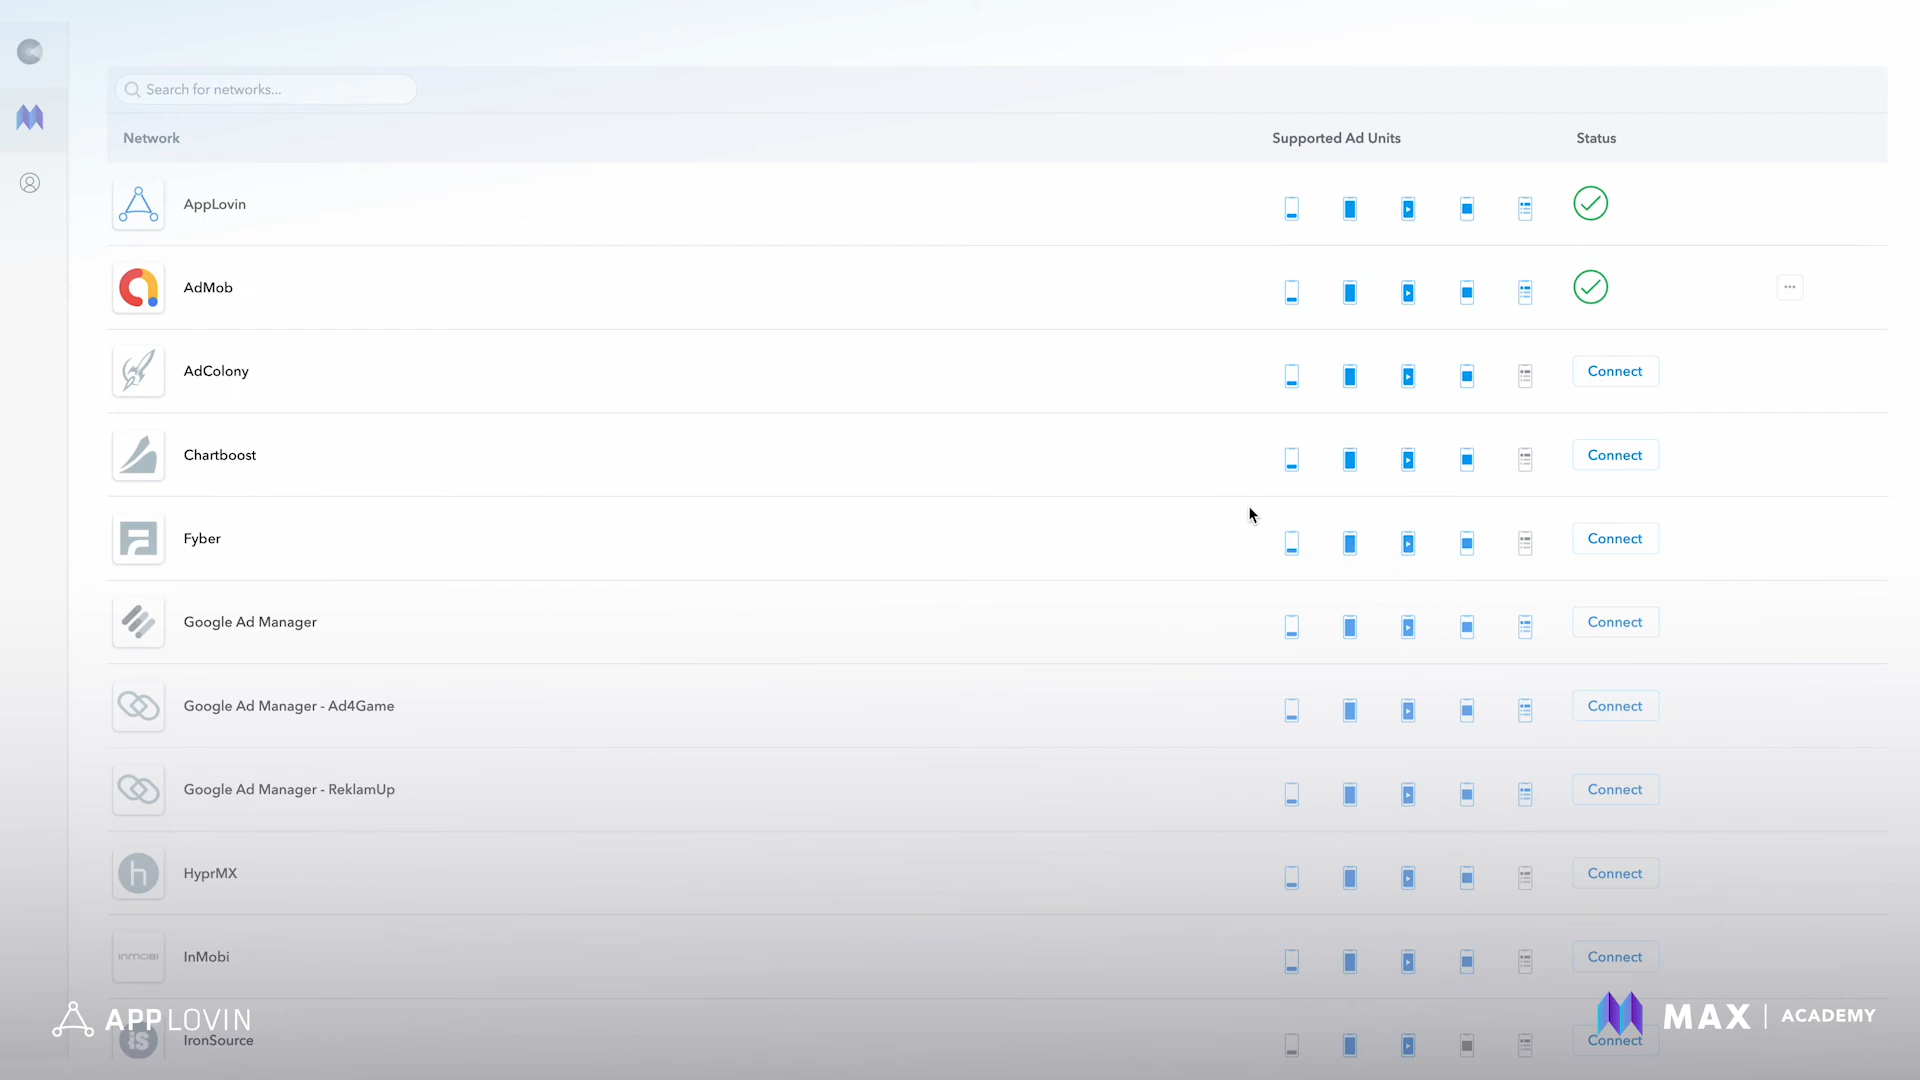 Search for networks...
Network Supported Ad Units Status
AppLovin
AdMob
AdColony Connect
Chartboost Connect
Fyber Connect
Google Ad Manager Connect
Google Ad Manager - Ad4Game Connect
Google Ad Manager - ReklamUp Connect
h HyprMX Connect
INMOBI InMobi Connect
APPLOVIN MAX | ACADEMY
iS IronSource Connect